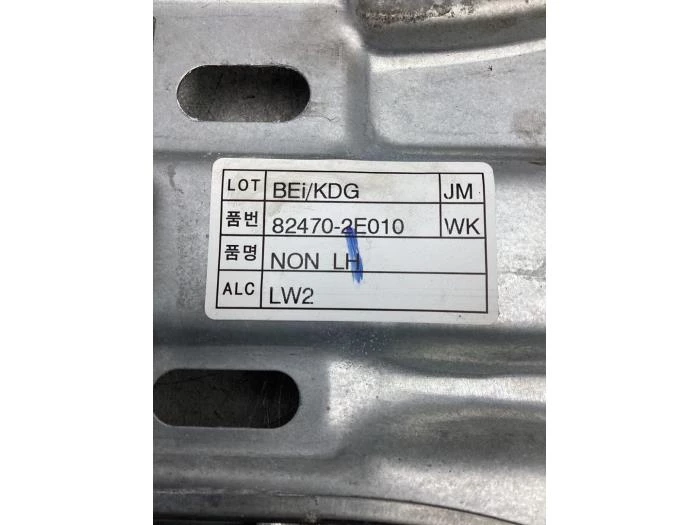 LOT BEi/KDG JM
품번 82470-2E010 WK
품명 NON LH
ALC LW2